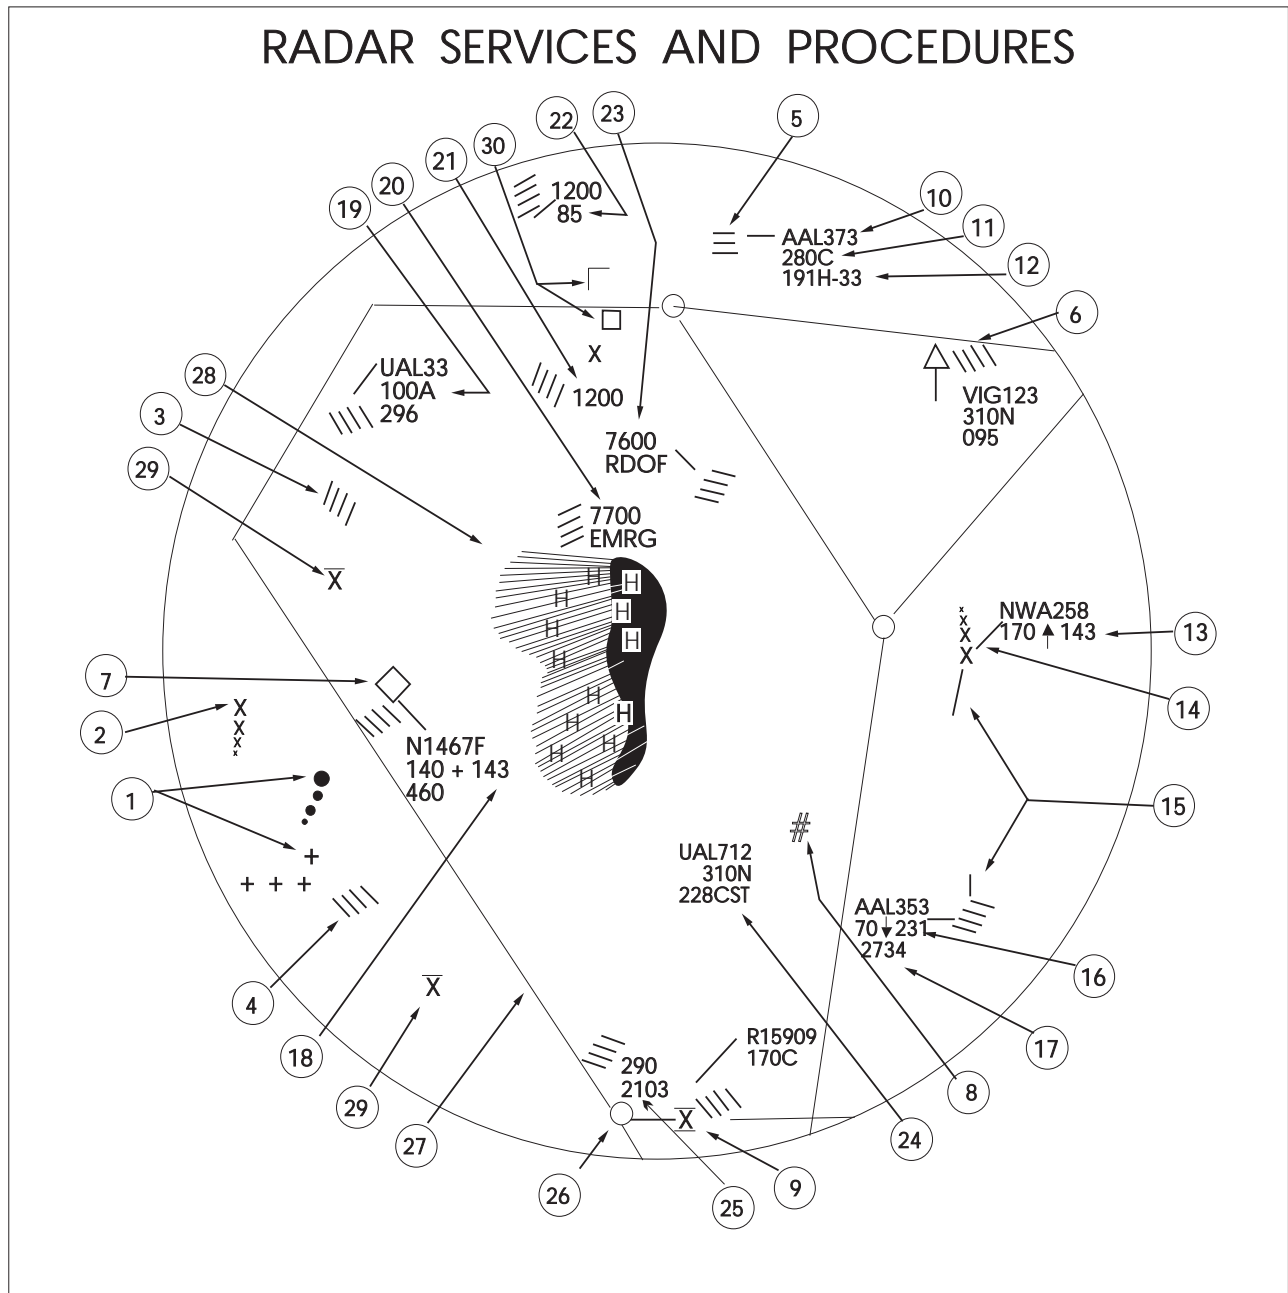 RADAR SERVICES AND PROCEDURES
23
22
5
30
21
20
19
1200
85
10
AAL373
280C
191H-33
11
12
6
X
1200
UAL33
100A
296
28
3
29
VIG123
310N
095
7600
RDOF
7700
EMRG
X
H
H
H
H
H
H
H
H
H
H
H
H
H
H
NWA258
170 143
x
x
X
X
13
14
7
2
X
X
x
x
1
N1467F
140 + 143
460
15
+
+ + +
#
UAL712
310N
228CST
AAL353
70 231
2734
16
4
X
18
29
27
17
R15909
170C
290
2103
8
X
24
26
9
25